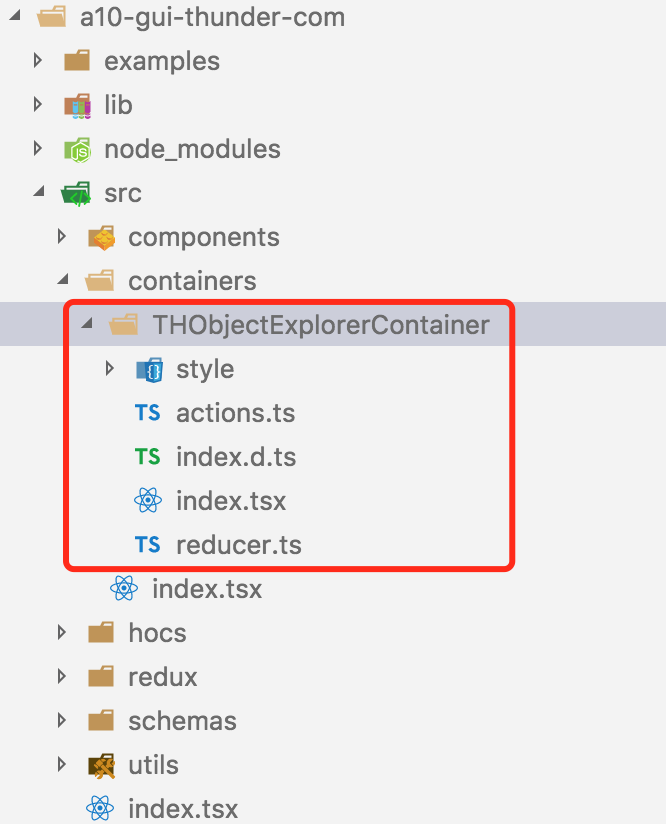 a10-gui-thunder-com
examples
lib
node_modules
src
components
containers
THObjectExplorerContainer
style
TS actions.ts
TS index.d.ts
index.tsx
TS reducer.ts
index.tsx
hocs
redux
schemas
utils
index.tsx